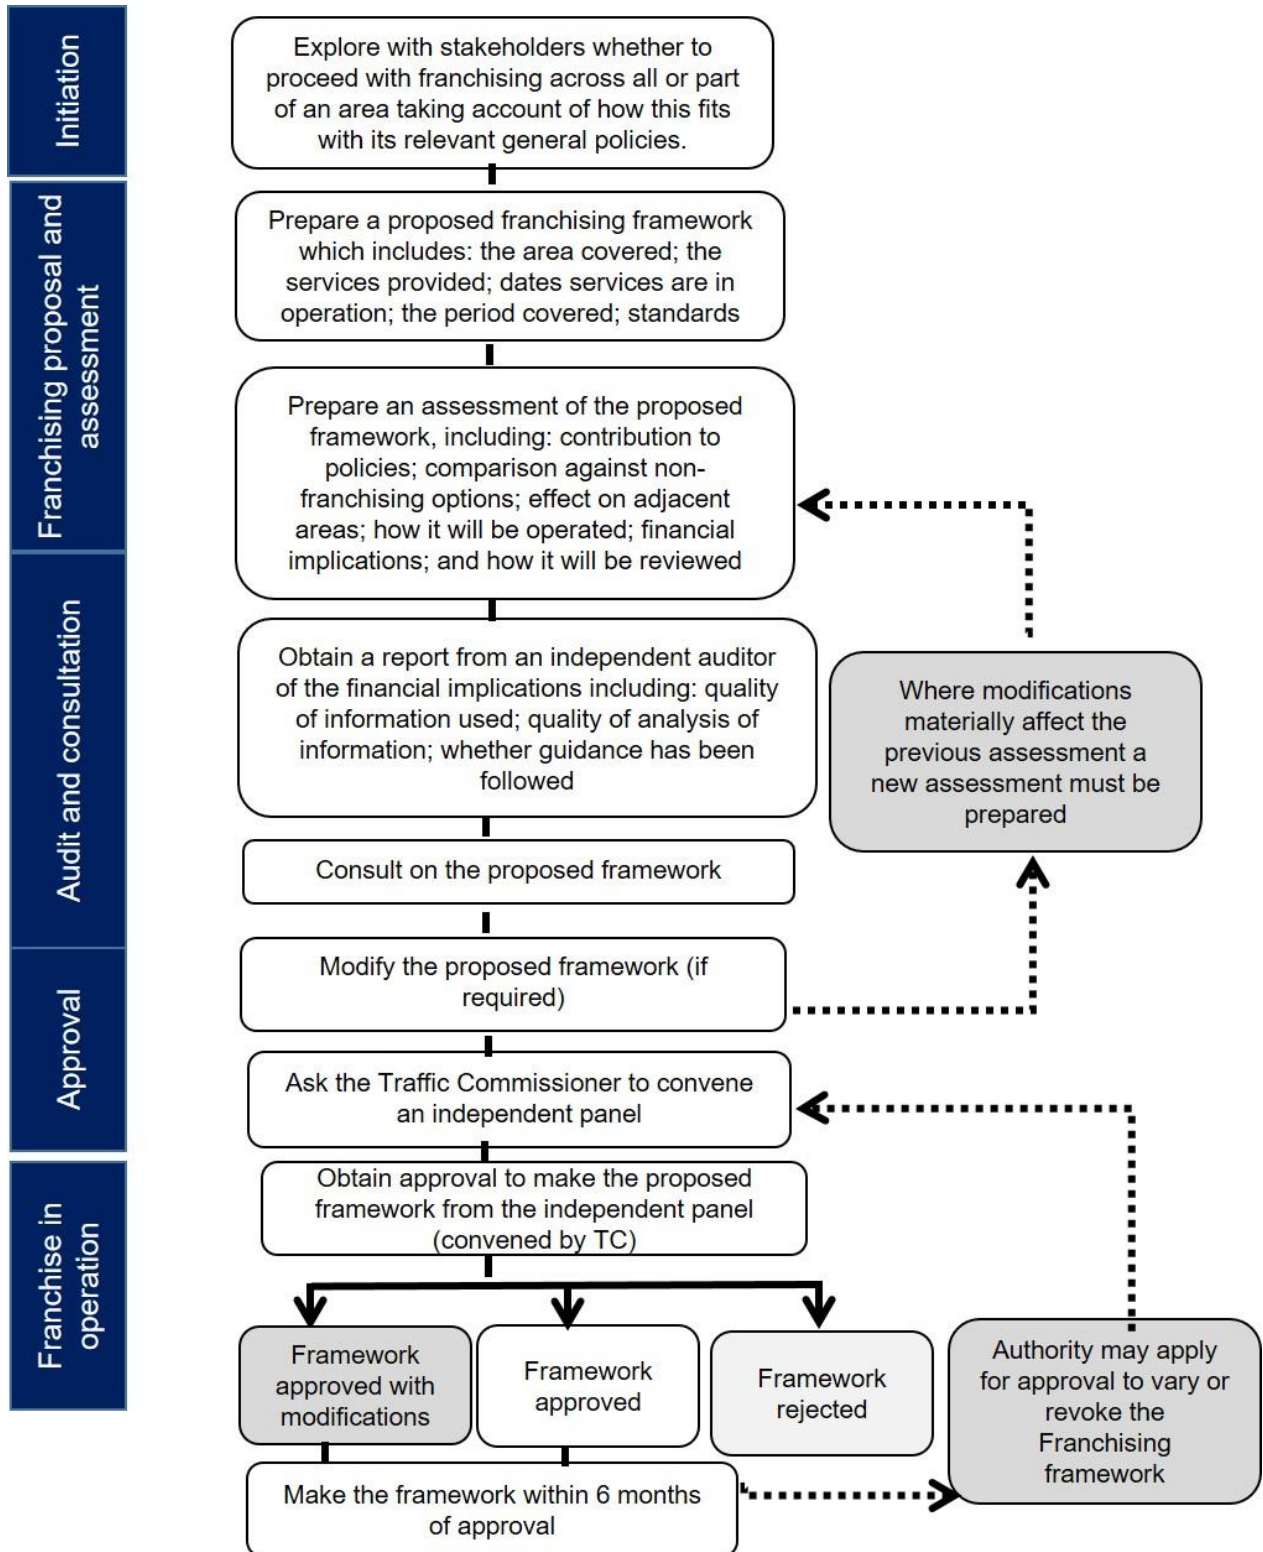 Initiation
Explore with stakeholders whether to
proceed with franchising across all or part
of an area taking account of how this fits
with its relevant general policies.
Franchising proposal and
assessment
Prepare a proposed franchising framework
which includes: the area covered; the
services provided; dates services are in
operation; the period covered; standards
Prepare an assessment of the proposed
framework, including: contribution to
policies; comparison against non-
franchising options; effect on adjacent
areas; how it will be operated; financial
implications; and how it will be reviewed
Audit and consultation
Obtain a report from an independent auditor
of the financial implications including: quality
of information used; quality of analysis of
information; whether guidance has been
followed
Where modifications
materially affect the
previous assessment a
new assessment must be
prepared
Consult on the proposed framework
Approval
Modify the proposed framework (if
required)
Ask the Traffic Commissioner to convene
an independent panel
Franchise in
operation
Obtain approval to make the proposed
framework from the independent panel
(convened by TC)
Framework
approved with
modifications
Framework
approved
Framework
rejected
Authority may apply
for approval to vary or
revoke the
Franchising
framework
Make the framework within 6 months
of approval